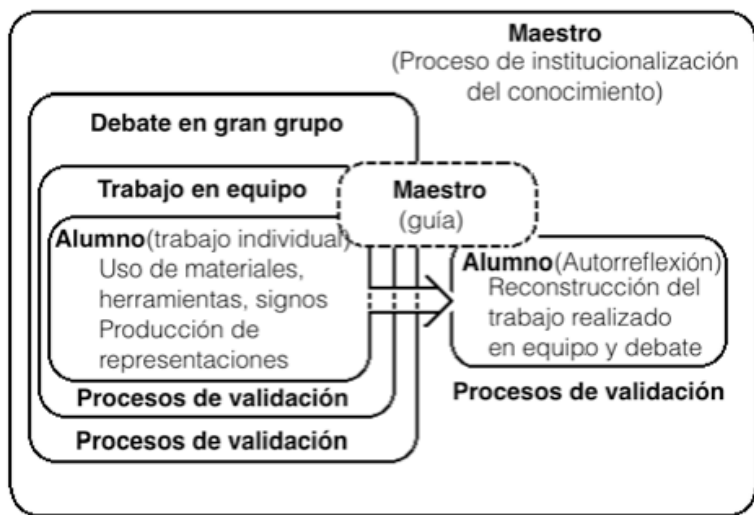 Maestro
(Proceso de institucionalización
del conocimiento)
Debate en gran grupo
Trabajo en equipo
Maestro
(guía)
Alumno(trabajo individual)
Uso de materiales,
herramientas, signos
Producción de
representaciones
Alumno(Autorreflexión)
Reconstrucción del
trabajo realizado
en equipo y debate
Procesos de validación
Procesos de validación
Procesos de validación